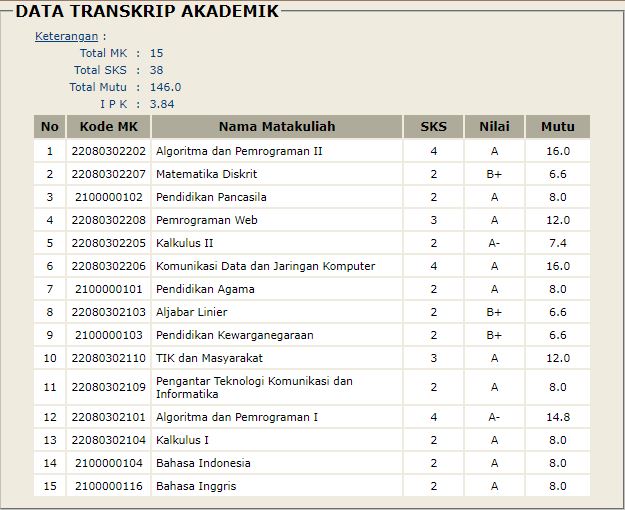 DATA TRANSKRIP AKADEMIK
Keterangan :
Total MK : 15
Total SKS : 38
Total Mutu : 146.0
I P K : 3.84
No Kode MK Nama Matakuliah SKS Nilai Mutu
1 22080302202 Algoritma dan Pemrograman II 4 A 16.0
2 22080302207 Matematika Diskrit 2 B+ 6.6
3 2100000102 Pendidikan Pancasila 2 A 8.0
4 22080302208 Pemrograman Web 3 A 12.0
5 22080302205 Kalkulus II 2 A- 7.4
6 22080302206 Komunikasi Data dan Jaringan Komputer 4 A 16.0
7 2100000101 Pendidikan Agama 2 A 8.0
8 22080302103 Aljabar Linier 2 B+ 6.6
9 2100000103 Pendidikan Kewarganegaraan 2 B+ 6.6
10 22080302110 TIK dan Masyarakat 3 A 12.0
11 22080302109 Pengantar Teknologi Komunikasi dan
Informatika 2 A 8.0
12 22080302101 Algoritma dan Pemrograman I 4 A- 14.8
13 22080302104 Kalkulus I 2 A 8.0
14 2100000104 Bahasa Indonesia 2 A 8.0
15 2100000116 Bahasa Inggris 2 A 8.0